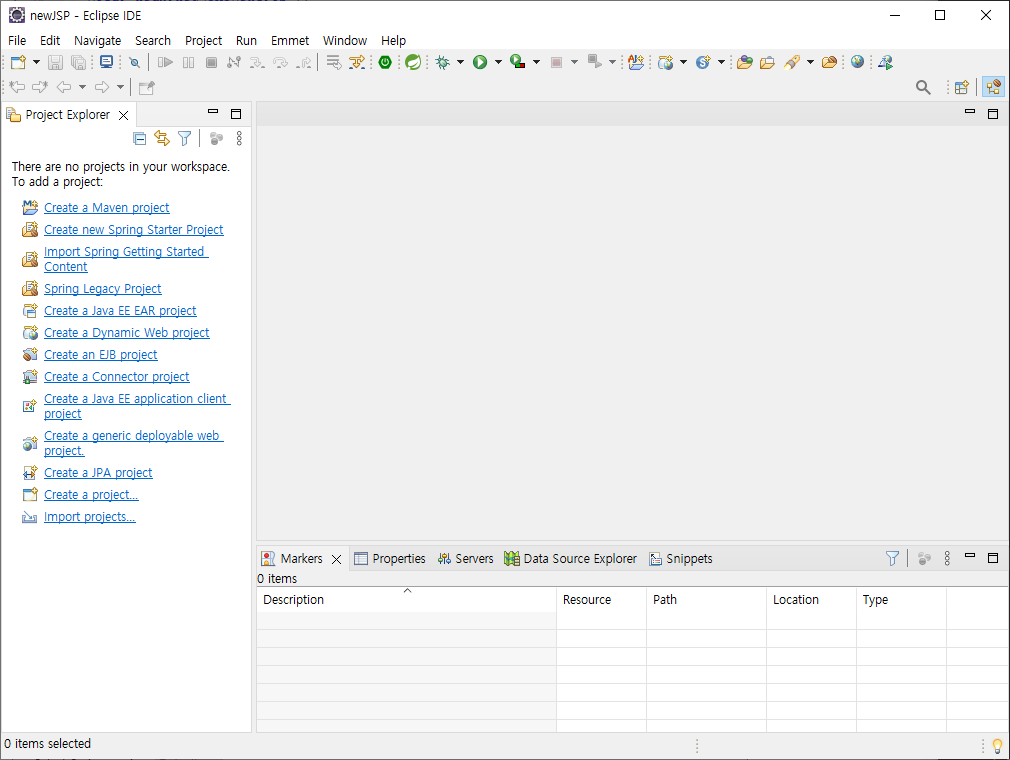 newJSP - Eclipse IDE
File Edit Navigate Search Project Run Emmet Window Help
Project Explorer
There are no projects in your workspace.
To add a project:
Create a Maven project
Create new Spring Starter Project
Import Spring Getting Started
Content
Spring Legacy Project
Create a Java EE EAR project
Create a Dynamic Web project
Create an EJB project
Create a Connector project
Create a Java EE application client
project
Create a generic deployable web
project.
Create a JPA project
Create a project...
Import projects...
Markers Properties Servers Data Source Explorer Snippets
0 items
Description Resource Path Location Type
0 items selected